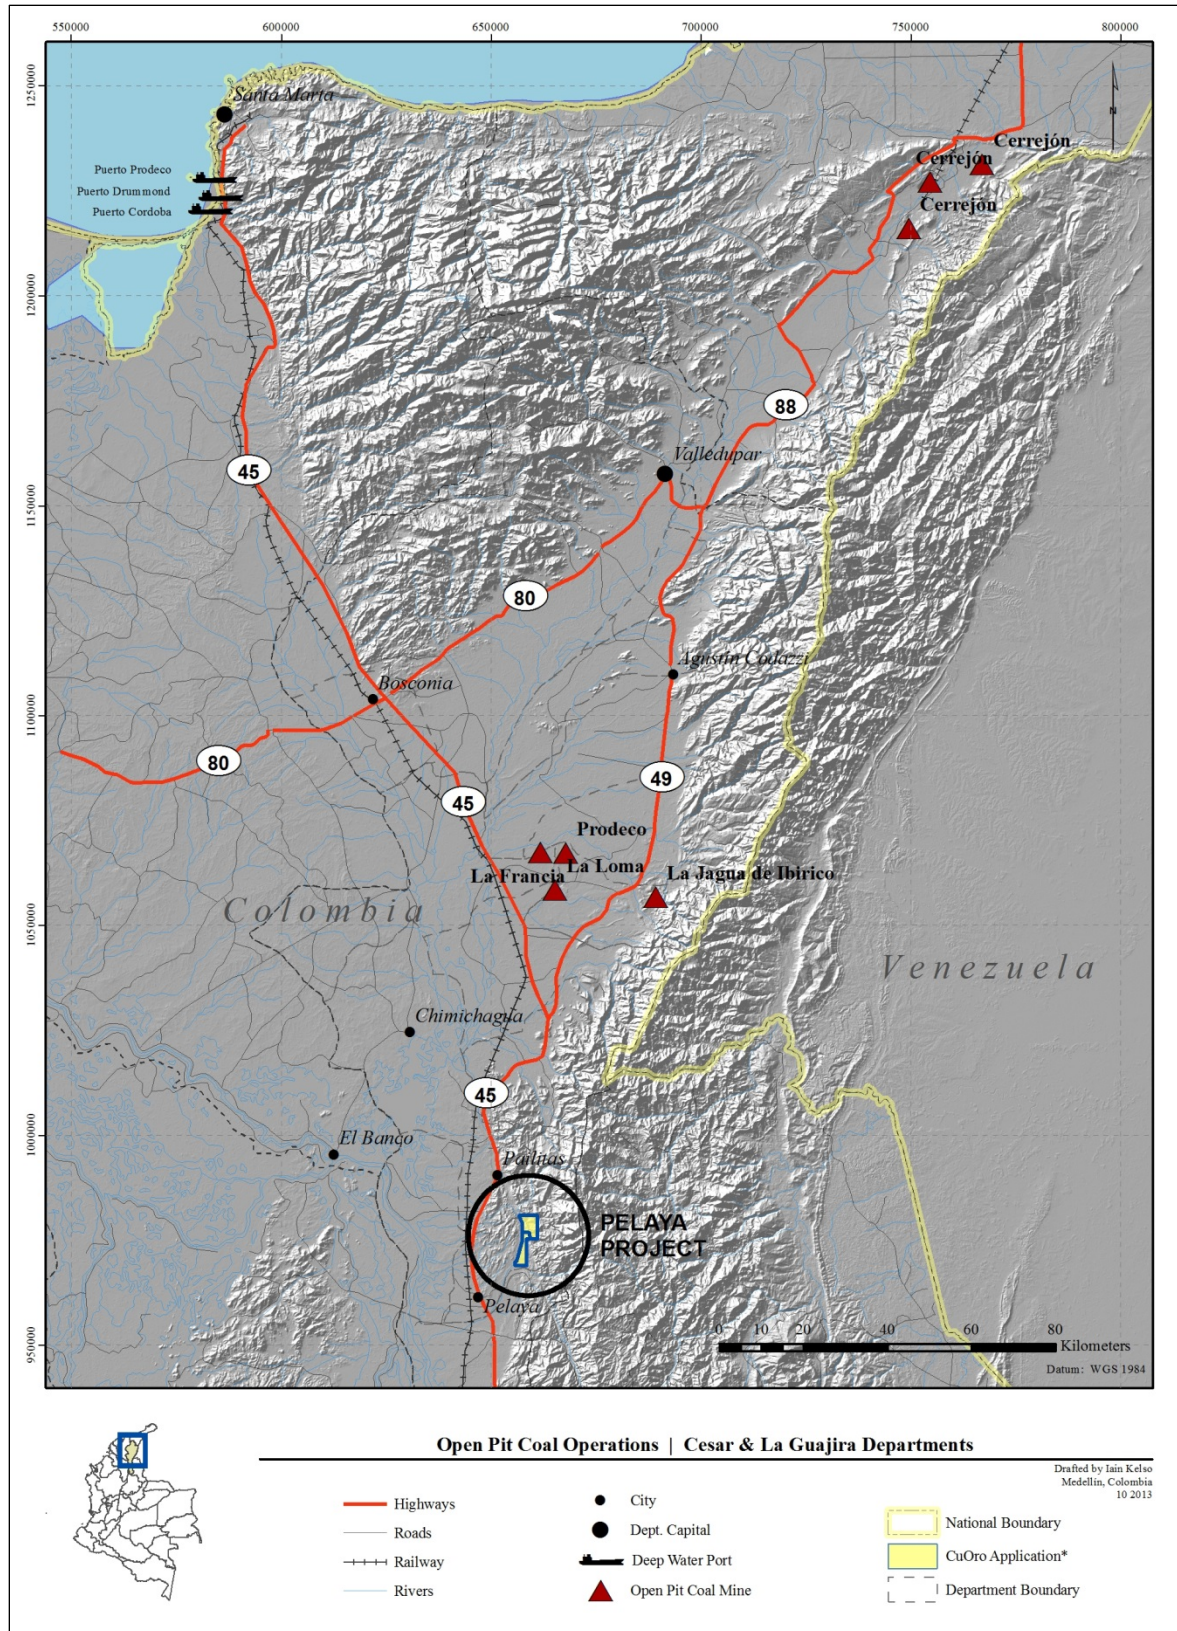 550000 600000 650000 700000 750000 800000
1250000
1200000
1150000
1100000
1050000
1000000
950000
Santa Marta
Puerto Prodeco
Puerto Drummond
Puerto Cordoba
N
Cerrejón
Cerrejón
Cerrejón
88
Valledupar
45
80
Agustin Codazzi
Bosconia
80
49
45
Prodeco
La Loma
La Francia
La Jagua de Ibirico
Colombia
Venezuela
Chimichagua
45
El Banco
Pailitas
PELAYA
PROJECT
Pelaya
0 10 20 40 60 80
Kilometers
Datum: WGS 1984
Open Pit Coal Operations | Cesar & La Guajira Departments
Drafted by Iain Kelso
Medellín, Colombia
10 2013
Highways
Roads
Railway
Rivers
City
Dept. Capital
Deep Water Port
Open Pit Coal Mine
National Boundary
CuOro Application*
Department Boundary